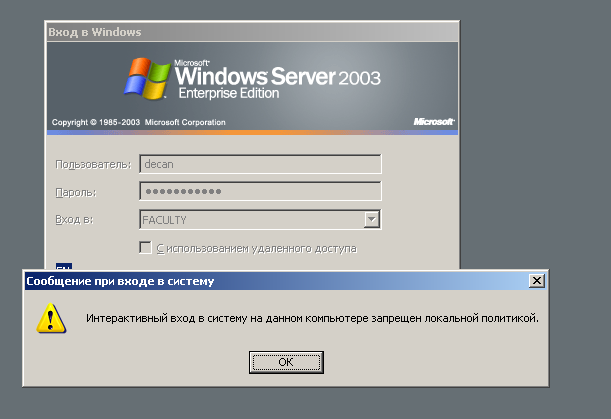 Вход в Windows
Microsoft®
Windows Server 2003
Enterprise Edition
Copyright © 1985-2003 Microsoft Corporation
Microsoft
Пользователь: decan
Пароль: ●●●●●●●●●●●
Вход в: FACULTY
С использованием удаленного доступа
Сообщение при входе в систему
Интерактивный вход в систему на данном компьютере запрещен локальной политикой.
OK